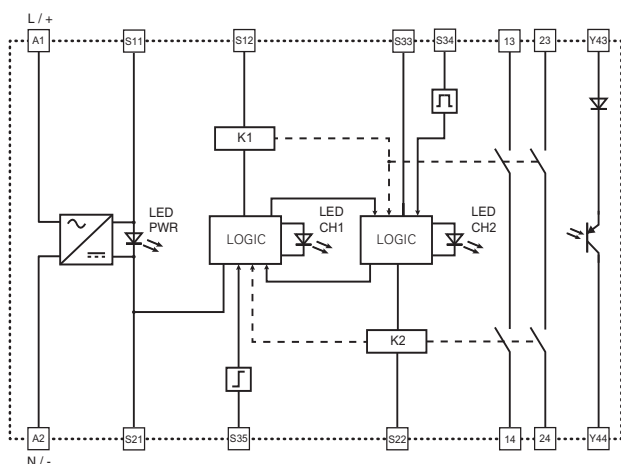 L / +
A1
S11
S12
S33
S34
13
23
Y43
K1
LED
PWR
LED
CH1
LED
CH2
LOGIC
LOGIC
K2
A2
S21
S35
S22
14
24
Y44
N / -